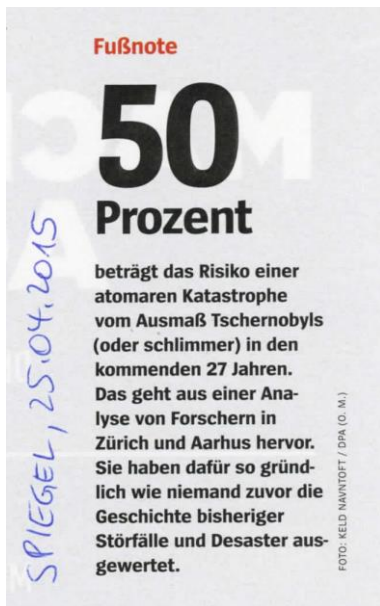 Fußnote
50
Prozent
beträgt das Risiko einer
atomaren Katastrophe
vom Ausmaß Tschernobyls
(oder schlimmer) in den
kommenden 27 Jahren.
Das geht aus einer Ana-
lyse von Forschern in
Zürich und Aarhus hervor.
Sie haben dafür so gründ-
lich wie niemand zuvor die
Geschichte bisheriger
Störfälle und Desaster aus-
gewertet.
SPIEGEL, 25.04.2015
FOTO: KELD NAVNTOFT / DPA (O. M.)